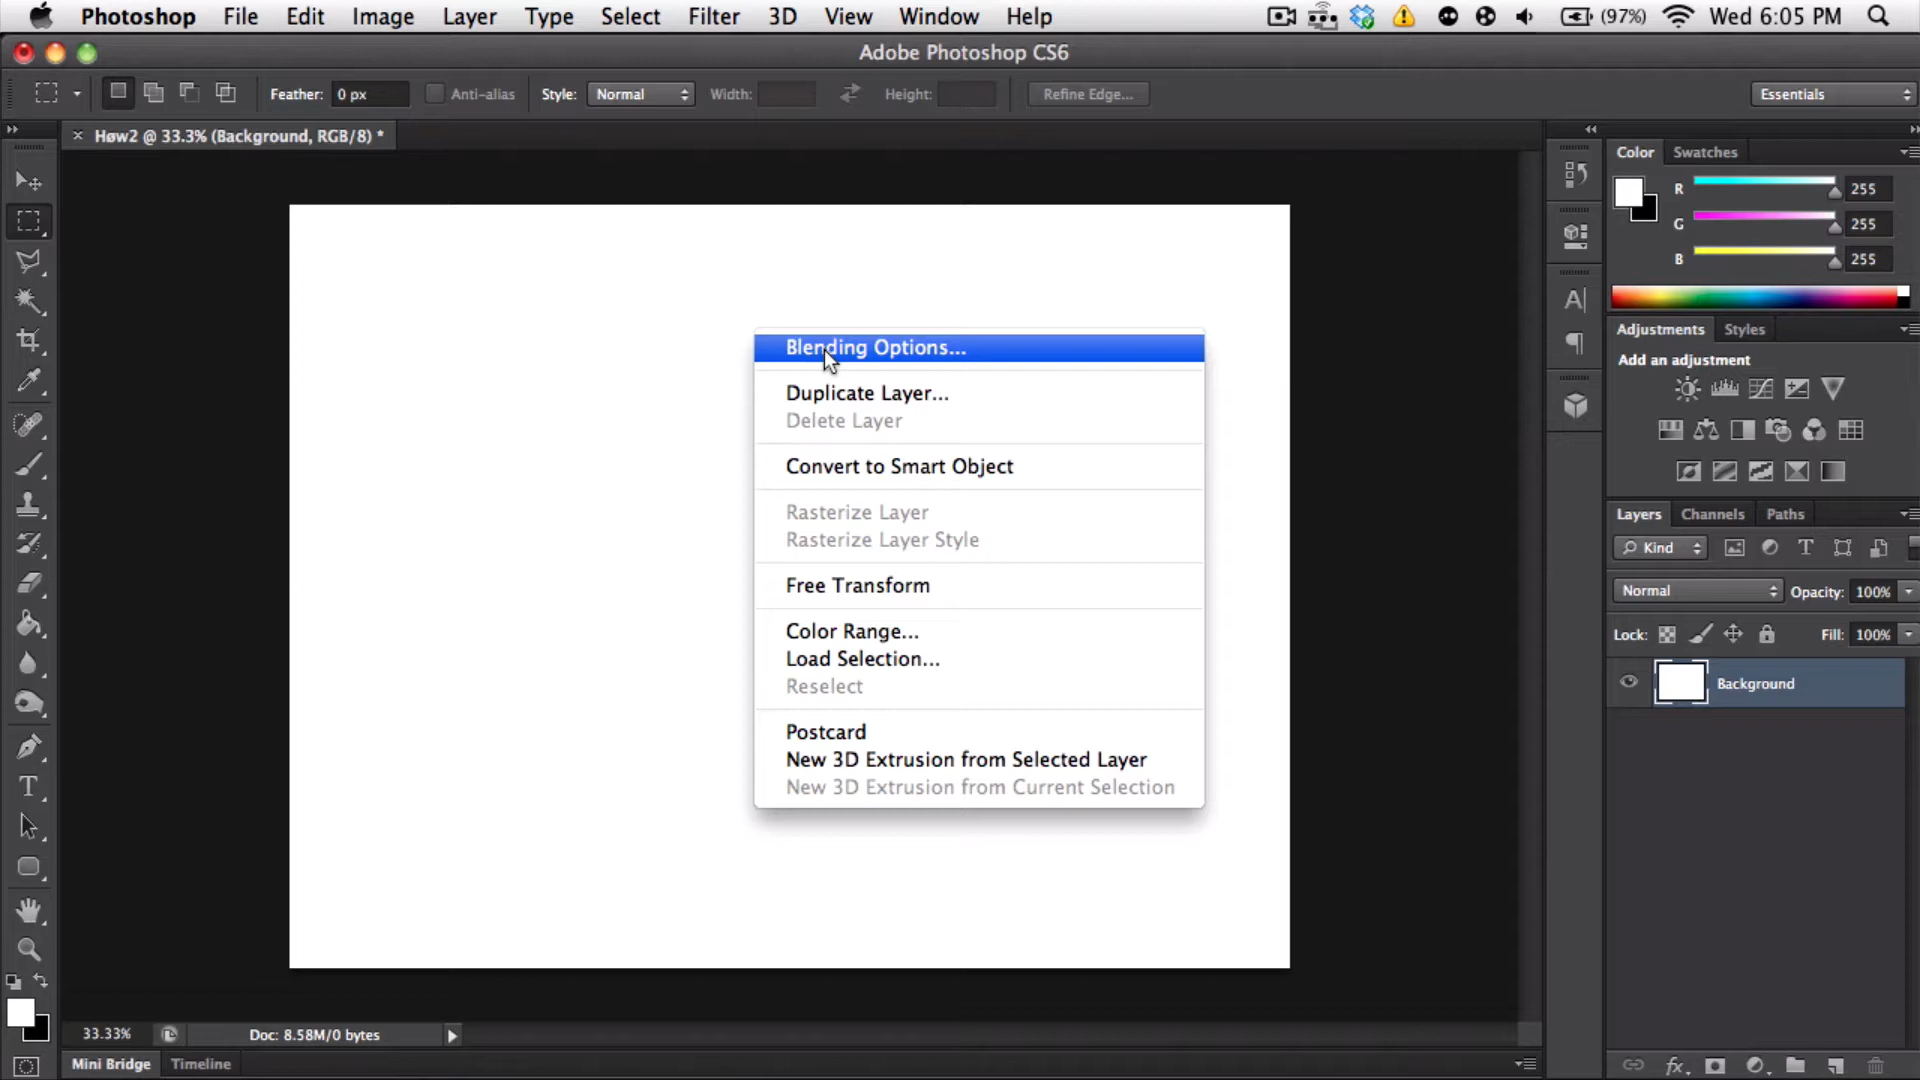 Photoshop File Edit Image Layer Type Select Filter 3D View Window Help (97%) Wed 6:05 PM
Adobe Photoshop CS6
Feather: 0 px Anti-alias Style: Normal Width: Height: Refine Edge... Essentials
Høw2 @ 33.3% (Background, RGB/8) *
Color Swatches
R 255
G 255
B 255
Adjustments Styles
Add an adjustment
Layers Channels Paths
Kind
Normal Opacity: 100%
Lock: Fill: 100%
Background
Blending Options...
Duplicate Layer...
Delete Layer
Convert to Smart Object
Rasterize Layer
Rasterize Layer Style
Free Transform
Color Range...
Load Selection...
Reselect
Postcard
New 3D Extrusion from Selected Layer
New 3D Extrusion from Current Selection
33.33% Doc: 8.58M/0 bytes
Mini Bridge Timeline